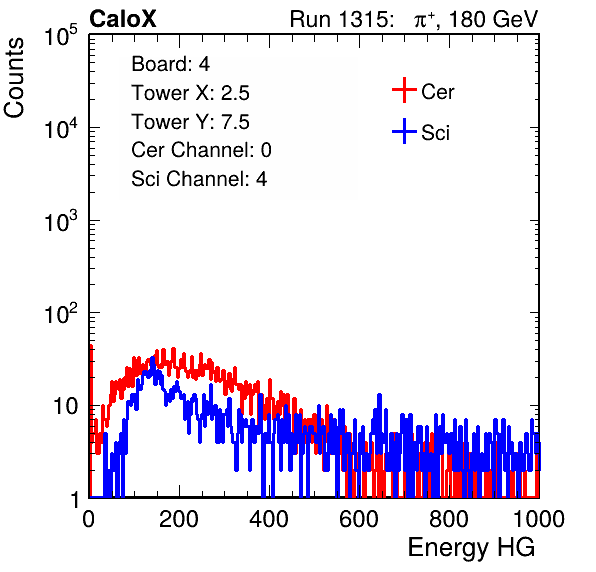 CaloX Run 1315: π⁺, 180 GeV
Counts
10⁵
10⁴
10³
10²
10
1
Board: 4
Tower X: 2.5
Tower Y: 7.5
Cer Channel: 0
Sci Channel: 4
Cer
Sci
0 200 400 600 800 1000
Energy HG